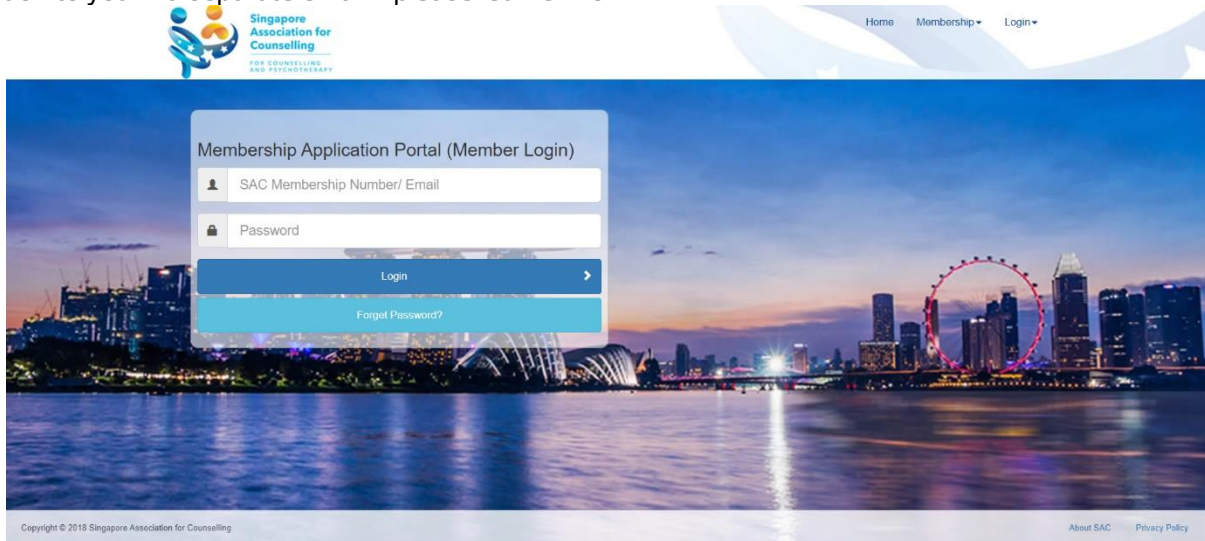 Singapore
Association for
Counselling
FOR COUNSELLING
AND PSYCHOTHERAPY
Home Membership Login
Membership Application Portal (Member Login)
SAC Membership Number/ Email
Password
Login
Forget Password?
Copyright © 2018 Singapore Association for Counselling.
About SAC Privacy Policy